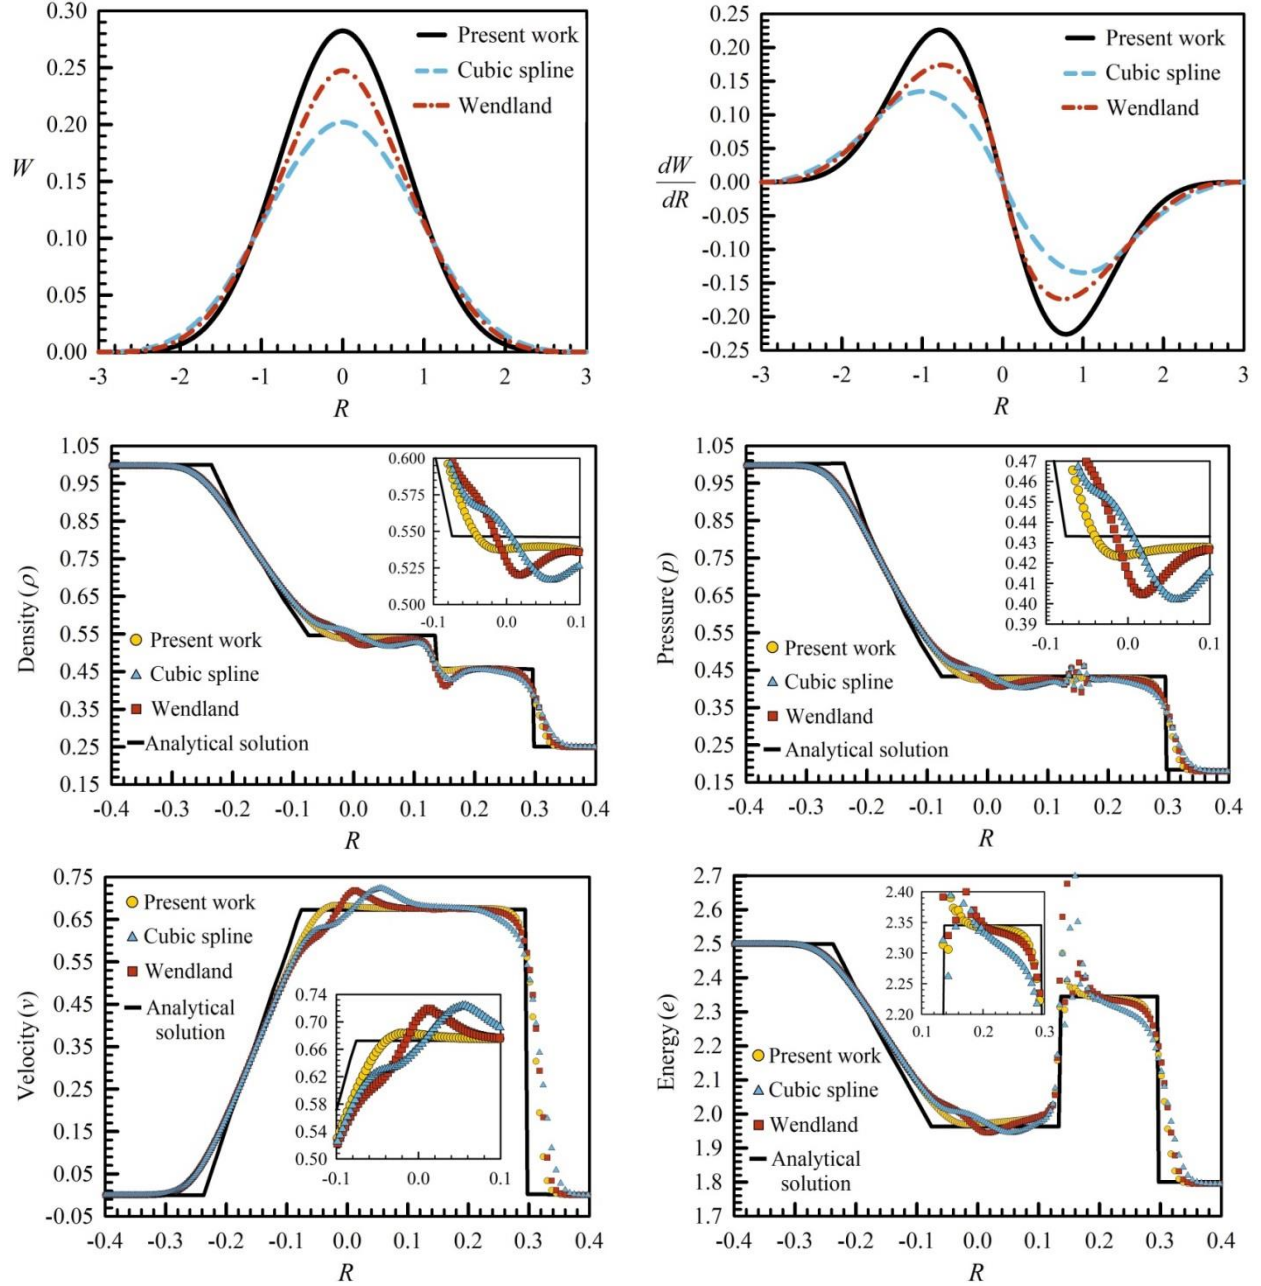 0.30
0.25
0.20
0.15
0.10
0.05
0.00
W
Present work
Cubic spline
Wendland
-3 -2 -1 0 1 2 3
R
0.25
0.20
0.15
0.10
0.05
0.00
-0.05
-0.10
-0.15
-0.20
-0.25
dW
dR
Present work
Cubic spline
Wendland
-3 -2 -1 0 1 2 3
R
1.05
0.95
0.85
0.75
0.65
0.55
0.45
0.35
0.25
0.15
Density (ρ)
0.600
0.575
0.550
0.525
0.500
-0.1 0.0 0.1
Present work
Cubic spline
Wendland
Analytical solution
-0.4 -0.3 -0.2 -0.1 0.0 0.1 0.2 0.3 0.4
R
1.05
0.95
0.85
0.75
0.65
0.55
0.45
0.35
0.25
0.15
Pressure (p)
0.47
0.46
0.44
0.43
0.42
0.41
0.40
0.39
-0.1 0.0 0.1
Present work
Cubic spline
Wendland
Analytical solution
-0.4 -0.3 -0.2 -0.1 0.0 0.1 0.2 0.3 0.4
R
0.75
0.65
0.55
0.45
0.35
0.25
0.15
0.05
-0.05
Velocity (v)
Present work
Cubic spline
Wendland
Analytical
solution
0.74
0.70
0.66
0.62
0.58
0.54
0.50
-0.1 0.0 0.1
-0.4 -0.3 -0.2 -0.1 0.0 0.1 0.2 0.3 0.4
R
2.7
2.6
2.5
2.4
2.3
2.2
2.1
2.0
1.9
1.8
1.7
Energy (e)
2.40
2.35
2.30
2.25
2.20
0.1 0.2 0.3
Present work
Cubic spline
Wendland
Analytical
solution
-0.4 -0.3 -0.2 -0.1 0.0 0.1 0.2 0.3 0.4
R